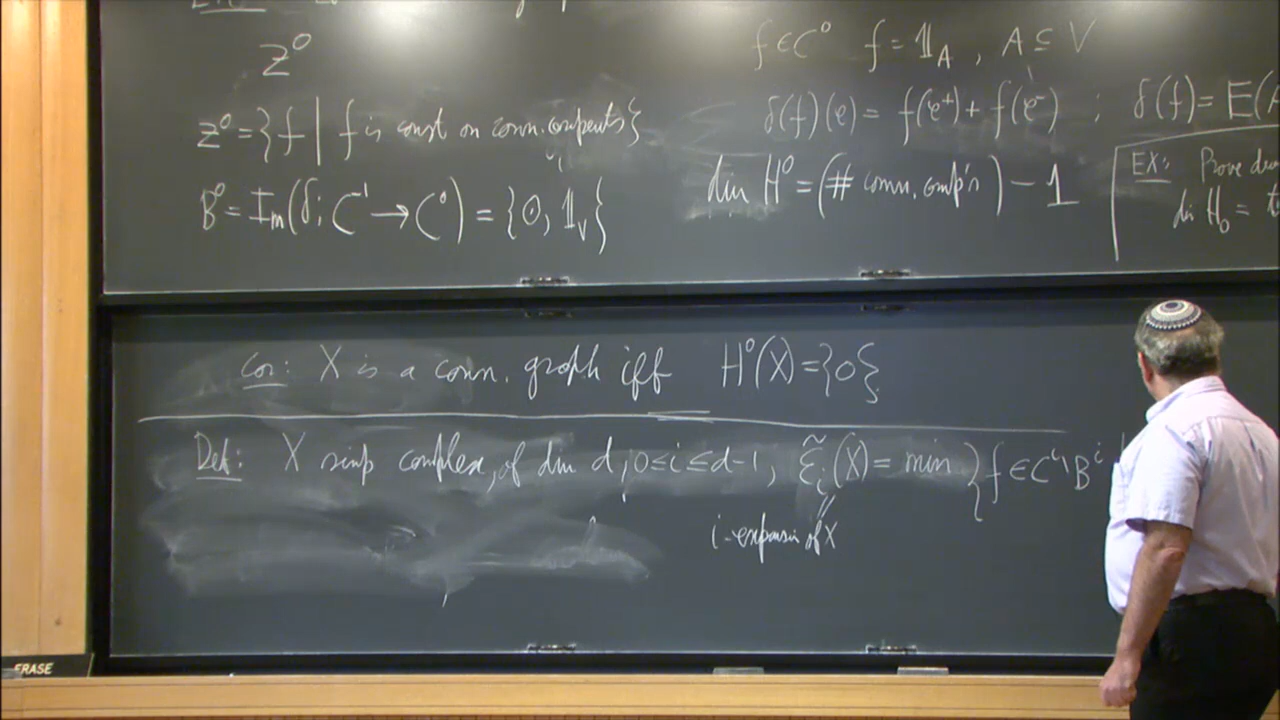 Z⁰
Z⁰ = {f | f is const on conn. components}
B⁰ = Im(δ: C⁻¹ → C⁰) = {0, 𝟙_V}
f ∈ C⁰ f = 𝟙_A , A ⊆ V
δ(f)(e) = f(e⁺) + f(e⁻) ; δ(f) = E(A
dim H⁰ = (# conn. comp's) − 1
EX: Prove
dim H₀ =
Cor: X is a conn. graph iff H⁰(X) = {0}
Def: X simp complex, of dim d, 0 ≤ i ≤ d-1, ε̃ᵢ(X) = min { f ∈ Cⁱ \ Bⁱ |
i-expansion of X
ERASE